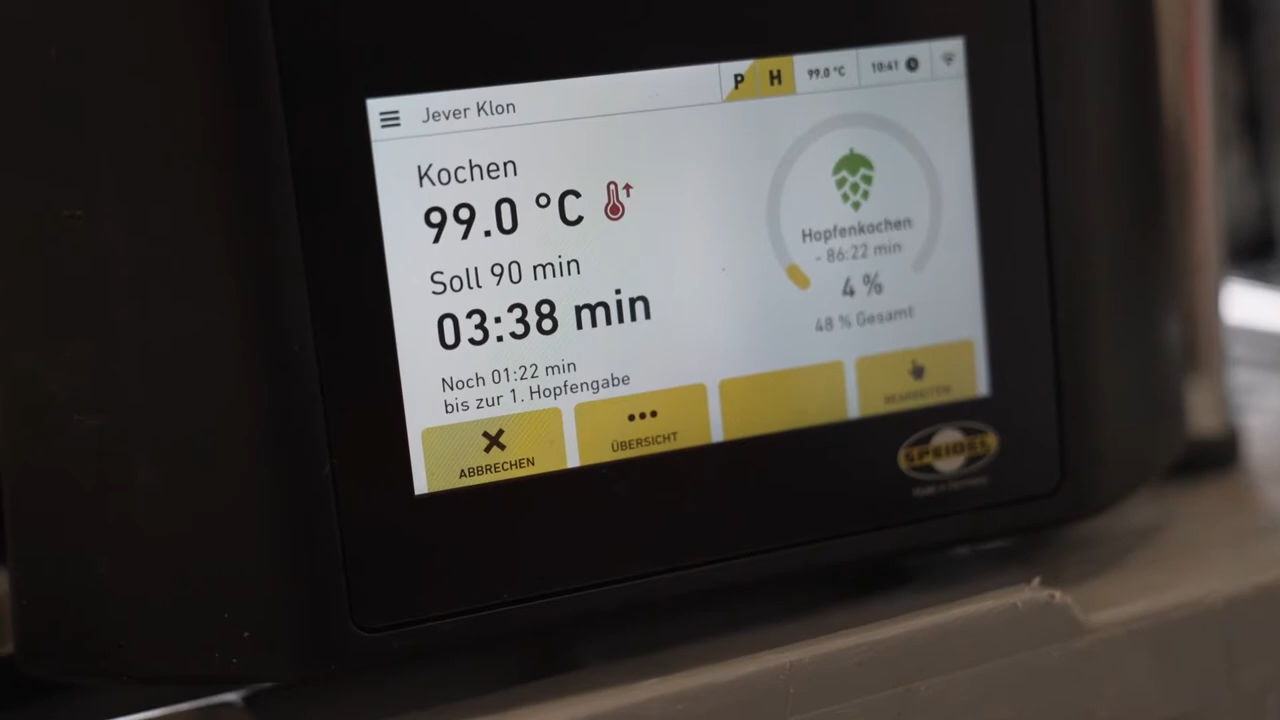 Jever Klon
P H 99.0 °C 10:41
Kochen
99.0 °C
Soll 90 min
03:38 min
Noch 01:22 min
bis zur 1. Hopfengabe
Hopfenkochen
- 86:22 min
4 %
48 % Gesamt
ABBRECHEN
ÜBERSICHT
BEARBEITEN
SPEIDEL